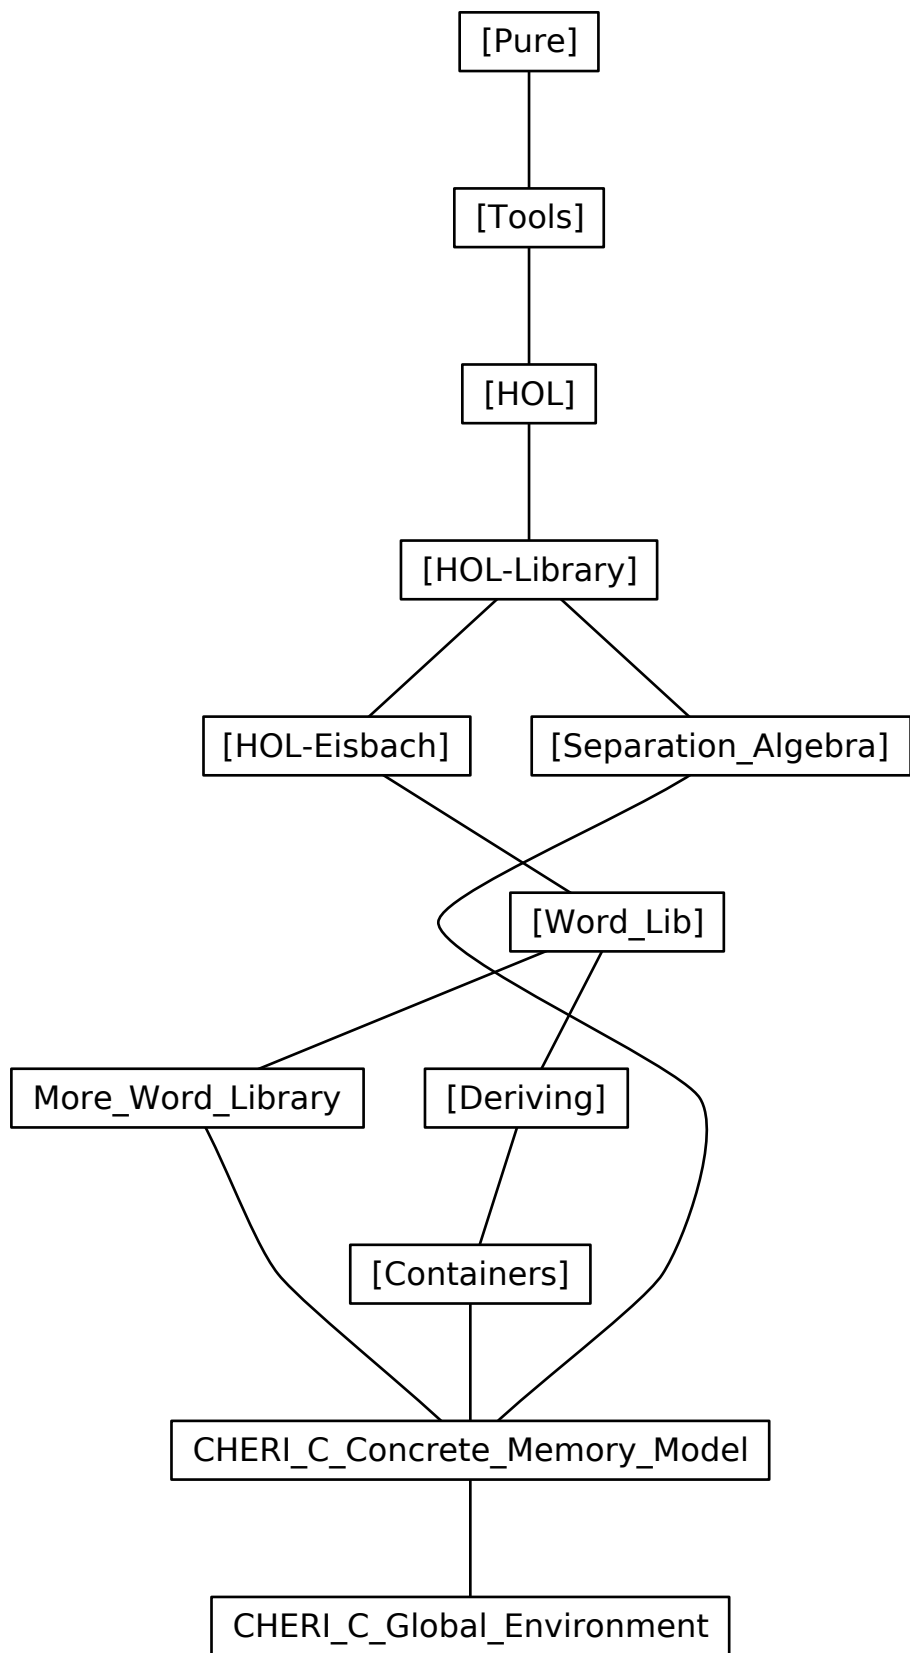 [Pure]
[Tools]
[HOL]
[HOL-Library]
[HOL-Eisbach]
[Separation_Algebra]
[Word_Lib]
More_Word_Library
[Deriving]
[Containers]
CHERI_C_Concrete_Memory_Model
CHERI_C_Global_Environment